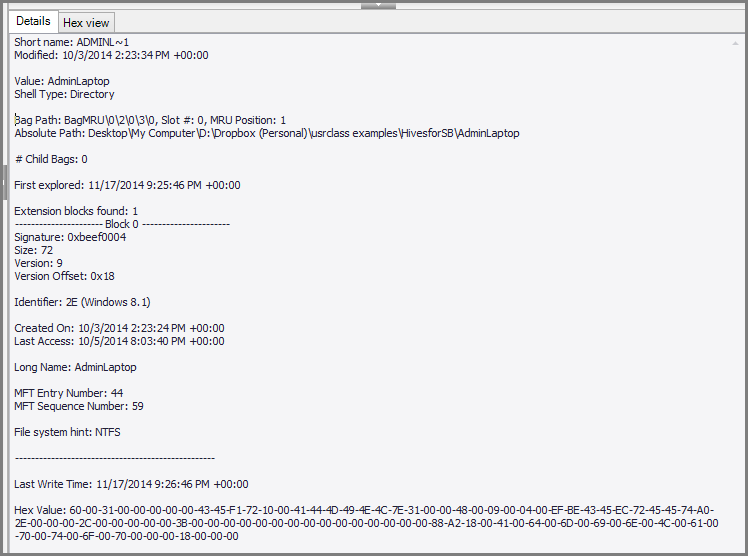 Details Hex view
Short name: ADMINL~1
Modified: 10/3/2014 2:23:34 PM +00:00
Value: AdminLaptop
Shell Type: Directory
Bag Path: BagMRU\0\2\0\3\0, Slot #: 0, MRU Position: 1
Absolute Path: Desktop\My Computer\D:\Dropbox (Personal)\usrclass examples\HivesforSB\AdminLaptop
# Child Bags: 0
First explored: 11/17/2014 9:25:46 PM +00:00
Extension blocks found: 1
---------------------- Block 0 ----------------------
Signature: 0xbeef0004
Size: 72
Version: 9
Version Offset: 0x18
Identifier: 2E (Windows 8.1)
Created On: 10/3/2014 2:23:24 PM +00:00
Last Access: 10/5/2014 8:03:40 PM +00:00
Long Name: AdminLaptop
MFT Entry Number: 44
MFT Sequence Number: 59
File system hint: NTFS
--------------------------------------------------
Last Write Time: 11/17/2014 9:26:46 PM +00:00
Hex Value: 60-00-31-00-00-00-00-00-43-45-F1-72-10-00-41-44-4D-49-4E-4C-7E-31-00-00-48-00-09-00-04-00-EF-BE-43-45-EC-72-45-45-74-A0-
2E-00-00-00-2C-00-00-00-00-00-3B-00-00-00-00-00-00-00-00-00-00-00-00-00-00-00-00-00-88-A2-18-00-41-00-64-00-6D-00-69-00-6E-00-4C-00-61-00
-70-00-74-00-6F-00-70-00-00-00-18-00-00-00